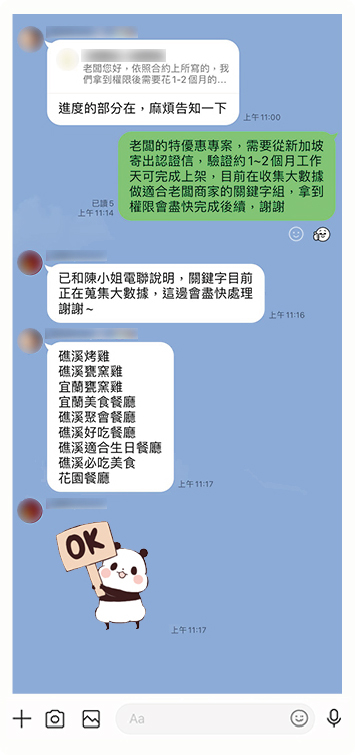 老闆您好，依照合約上所寫的，我
們拿到權限後需要花1-2個月的...
進度的部分在，麻煩告知一下
上午11:00
老闆的特優惠專案，需要從新加坡
寄出認證信，驗證約1~2個月工作
天可完成上架，目前在收集大數據
做適合老闆商家的關鍵字組，拿到
權限會盡快完成後續，謝謝
已讀5
上午11:14
已和陳小姐電聯說明，關鍵字目前
正在蒐集大數據，這邊會盡快處理
謝謝~
上午11:16
礁溪烤雞
礁溪甕窯雞
宜蘭甕窯雞
宜蘭美食餐廳
礁溪聚會餐廳
礁溪好吃餐廳
礁溪適合生日餐廳
礁溪必吃美食
花園餐廳
上午11:17
OK
上午11:17
Aa